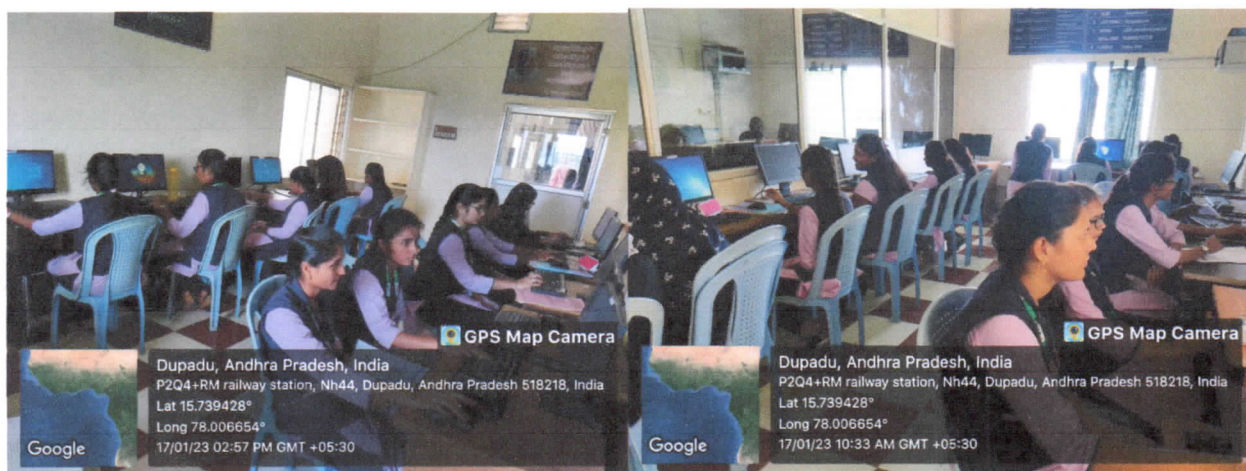 GPS Map Camera
Dupadu, Andhra Pradesh, India
P2Q4+RM railway station, Nh44, Dupadu, Andhra Pradesh 518218, India
Lat 15.739428°
Long 78.006654°
17/01/23 02:57 PM GMT +05:30
Google
GPS Map Camera
Dupadu, Andhra Pradesh, India
P2Q4+RM railway station, Nh44, Dupadu, Andhra Pradesh 518218, India
Lat 15.739428°
Long 78.006654°
17/01/23 10:33 AM GMT +05:30
Google